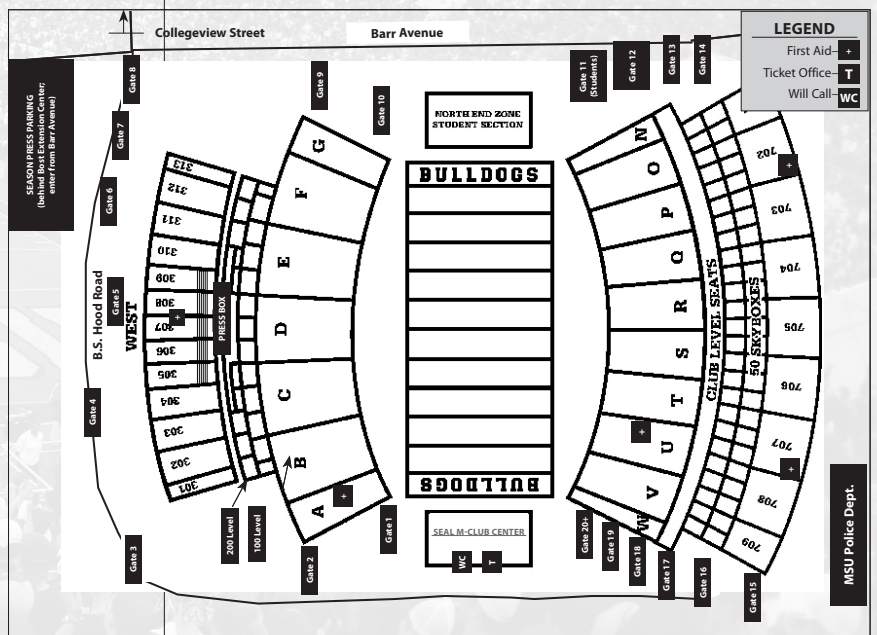 Collegeview Street
Barr Avenue
LEGEND
First Aid +
Ticket Office T
Will Call WC
SEASON PRESS PARKING
(behind Bost Extension Center;
enter from Barr Avenue)
Gate 8
Gate 7
Gate 6
Gate 5
Gate 4
Gate 3
B.S. Hood Road
WEST
Gate 9
Gate 10
Gate 11
(Students)
Gate 12
Gate 13
Gate 14
NORTH END ZONE
STUDENT SECTION
BULLDOGS
313
312
311
310
309
308
307
306
305
304
303
302
301
+
PRESS BOX
G
F
E
D
C
B
A
+
200 Level
100 Level
N
O
P
Q
R
S
T
U
V
W
+
CLUB LEVEL SEATS
50 SKYBOXES
702
703
704
705
706
707
708
709
+
+
BULLDOGS
SEAL M-CLUB CENTER
WC
T
Gate 1
Gate 2
Gate 20+
Gate 19
Gate 18
Gate 17
Gate 16
Gate 15
MSU Police Dept.